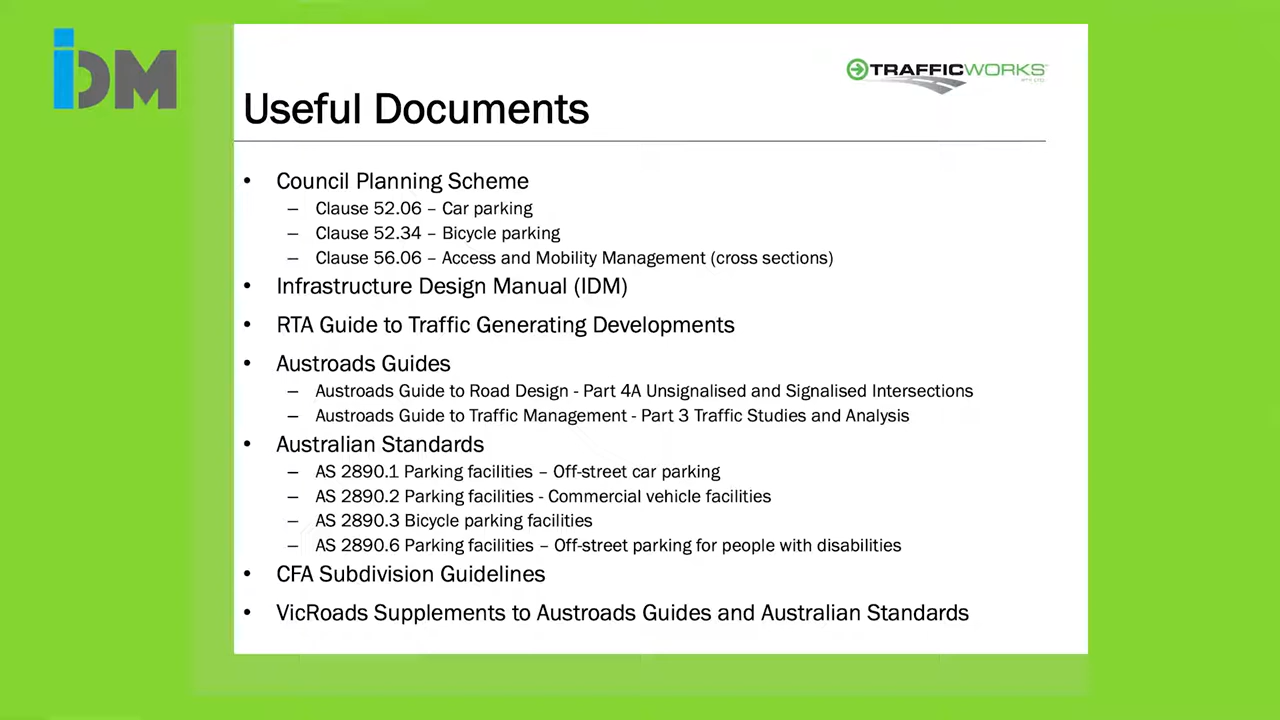 iDM
TRAFFICWORKS
PTY LTD
Useful Documents
• Council Planning Scheme
– Clause 52.06 – Car parking
– Clause 52.34 – Bicycle parking
– Clause 56.06 – Access and Mobility Management (cross sections)
• Infrastructure Design Manual (IDM)
• RTA Guide to Traffic Generating Developments
• Austroads Guides
– Austroads Guide to Road Design - Part 4A Unsignalised and Signalised Intersections
– Austroads Guide to Traffic Management - Part 3 Traffic Studies and Analysis
• Australian Standards
– AS 2890.1 Parking facilities – Off-street car parking
– AS 2890.2 Parking facilities - Commercial vehicle facilities
– AS 2890.3 Bicycle parking facilities
– AS 2890.6 Parking facilities – Off-street parking for people with disabilities
• CFA Subdivision Guidelines
• VicRoads Supplements to Austroads Guides and Australian Standards